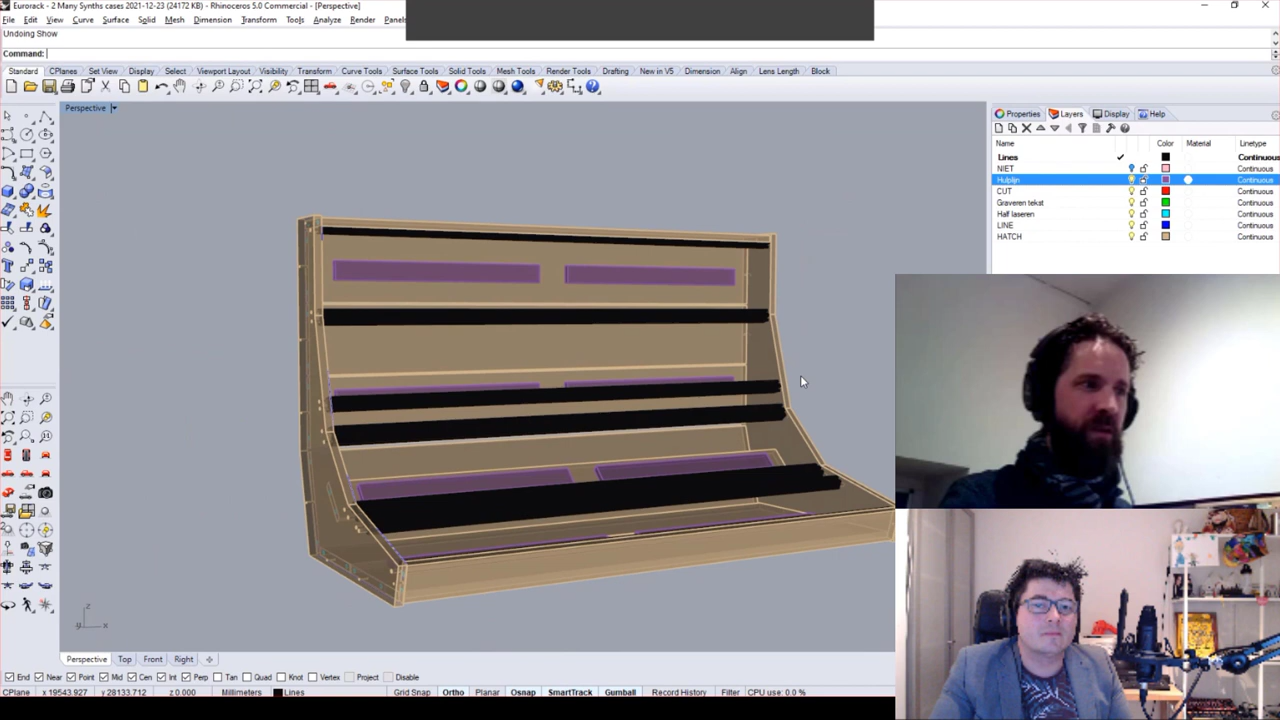 Eurorack - 2 Many Synths cases 2021-12-23 (24172 KB) - Rhinoceros 5.0 Commercial - [Perspective]
File Edit View Curve Surface Solid Mesh Dimension Transform Tools Analyze Render Panels
Undoing Show
Command:
Standard CPlanes Set View Display Select Viewport Layout Visibility Transform Curve Tools Surface Tools Solid Tools Mesh Tools Render Tools Drafting New in V5 Dimension Align Lens Length Block
Perspective
Properties Layers Display Help
Name Color Material Linetype
Lines Continuous
NIET Continuous
Hulplijn Continuous
CUT Continuous
Graveren tekst Continuous
Half laseren Continuous
LINE Continuous
HATCH Continuous
z
y x
Perspective Top Front Right
End Near Point Mid Cen Int Perp Tan Quad Knot Vertex Project Disable
CPlane x 19543.927 y 28133.712 z 0.000 Millimeters Lines Grid Snap Ortho Planar Osnap SmartTrack Gumball Record History Filter CPU use: 0.0 %